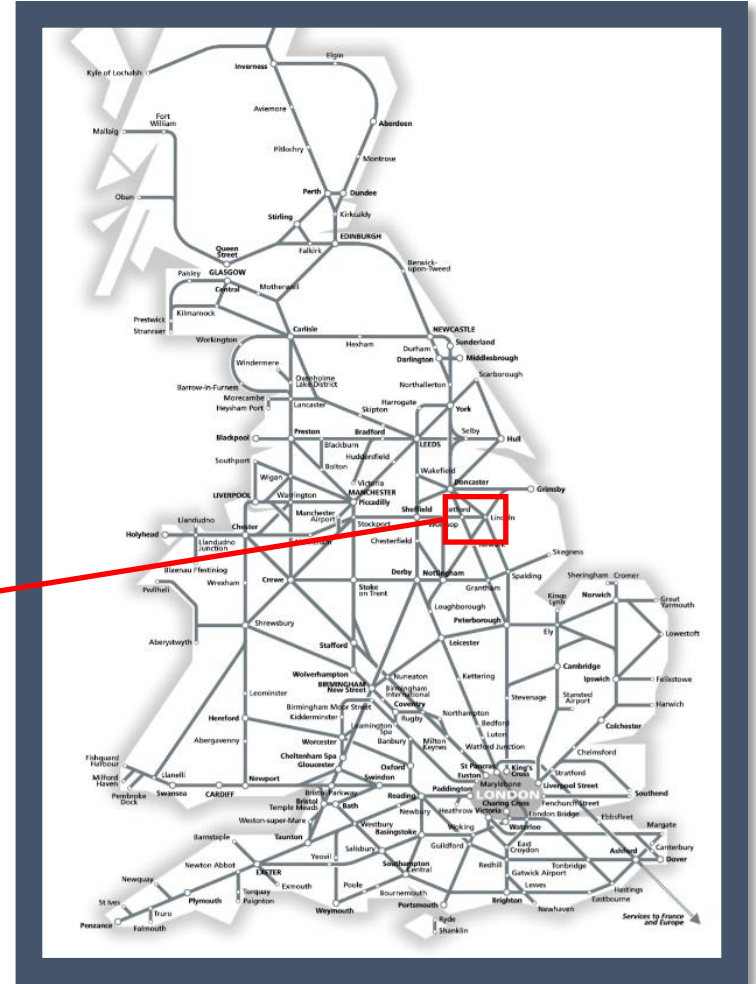 Elgin
Inverness
Kyle of Lochalsh
Aviemore
Fort
William
Aberdeen
Mallaig
Pitlochry
Montrose
Perth
Dundee
Oban
Kirkcaldy
Stirling
EDINBURGH
Queen
Street
Falkirk
Berwick-
upon-Tweed
Paisley
GLASGOW
Central
Motherwell
Prestwick
Kilmarnock
Stranraer
Carlisle
NEWCASTLE
Workington
Hexham
Sunderland
Durham
Darlington
Middlesbrough
Windermere
Scarborough
Oxenholme
Lake District
Northallerton
Barrow-in-Furness
Morecambe
Lancaster
Harrogate
York
Heysham Port
Skipton
Blackpool
Preston
Bradford
LEEDS
Selby
Hull
Blackburn
Huddersfield
Southport
Bolton
Wakefield
Wigan
Victoria
Doncaster
MANCHESTER
Piccadilly
Grimsby
LIVERPOOL
Warrington
Sheffield
Lincoln
Manchester
Airport
Stockport
Llandudno
Chester
Holyhead
Llandudno
Junction
Chesterfield
Skegness
Blaenau Ffestiniog
Wrexham
Crewe
Stoke
on Trent
Derby
Nottingham
Grantham
Spalding
Sheringham
Cromer
Pwllheli
Kings
Lynn
Norwich
Great
Yarmouth
Loughborough
Peterborough
Shrewsbury
Ely
Lowestoft
Aberystwyth
Stafford
Leicester
Wolverhampton
Cambridge
BIRMINGHAM
New Street
Nuneaton
Kettering
Ipswich
Felixstowe
Birmingham
International
Leominster
Stevenage
Stansted
Airport
Birmingham Moor Street
Coventry
Harwich
Kidderminster
Rugby
Northampton
Hereford
Leamington
Spa
Bedford
Colchester
Worcester
Banbury
Milton
Keynes
Luton
Abergavenny
Watford Junction
Chelmsford
Cheltenham Spa
Gloucester
Oxford
St Pancras
King's
Cross
Fishguard
Harbour
Euston
Stratford
Llanelli
Newport
Swindon
Marylebone
Liverpool Street
Milford
Haven
Paddington
LONDON
Pembroke
Dock
Swansea
CARDIFF
Bristol Parkway
Reading
Southend
Bristol
Temple Meads
Bath
Charing Cross
Fenchurch Street
Newbury
Heathrow
Victoria
London Bridge
Ebbsfleet
Weston-super-Mare
Westbury
Basingstoke
Woking
Waterloo
Margate
Barnstaple
Taunton
Salisbury
Guildford
East
Croydon
Canterbury
Ashford
Dover
Newton Abbot
Yeovil
Southampton
Central
Redhill
Tonbridge
EXETER
Gatwick Airport
Newquay
Exmouth
Poole
Bournemouth
Lewes
Hastings
Eastbourne
Torquay
Paignton
Plymouth
Weymouth
Portsmouth
Brighton
Newhaven
St Ives
Truro
Falmouth
Penzance
Ryde
Shanklin
Services to France
and Europe